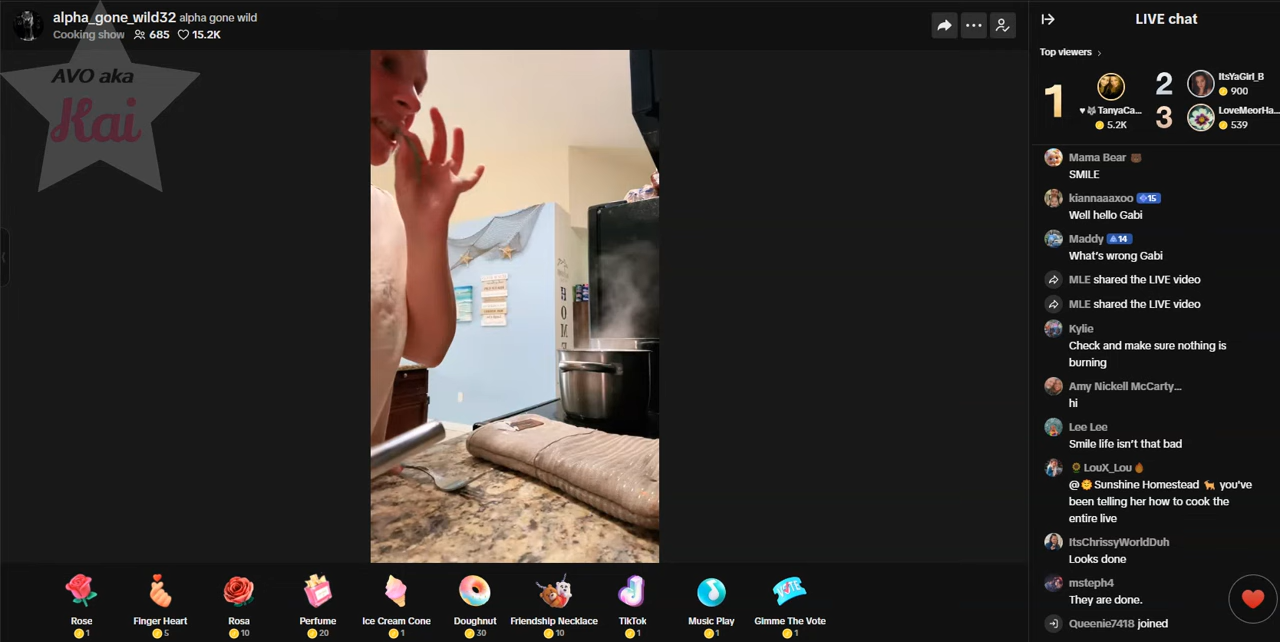 alpha_gone_wild32 alpha gone wild
Cooking show 685 15.2K
AVO aka
Kai
LIVE chat
Top viewers
1 TanyaCa... 5.2K
2 ItsYaGirl_B 900
3 LoveMeorHa... 539
Mama Bear
SMILE
kiannaaaxoo 15
Well hello Gabi
Maddy 14
What's wrong Gabi
MLE shared the LIVE video
MLE shared the LIVE video
Kylie
Check and make sure nothing is
burning
Amy Nickell McCarty...
hi
Lee Lee
Smile life isn't that bad
LouX_Lou
@ Sunshine Homestead you've
been telling her how to cook the
entire live
ItsChrissyWorldDuh
Looks done
msteph4
They are done.
Queenie7418 joined
HOME
Rose
1
Finger Heart
5
Rosa
10
Perfume
20
Ice Cream Cone
1
Doughnut
30
Friendship Necklace
10
TikTok
1
Music Play
1
Gimme The Vote
1